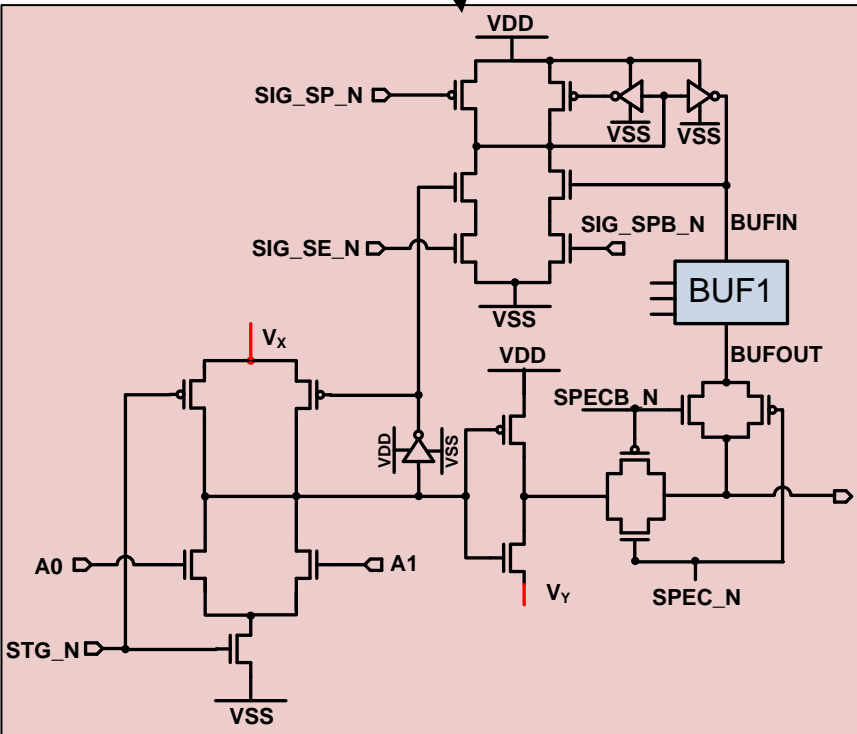 VDD
SIG_SP_N
VSS
VSS
SIG_SPB_N
BUFIN
SIG_SE_N
BUF1
VSS
VX
VDD
BUFOUT
SPECB_N
VDD
VSS
A0
A1
VY
SPEC_N
STG_N
VSS